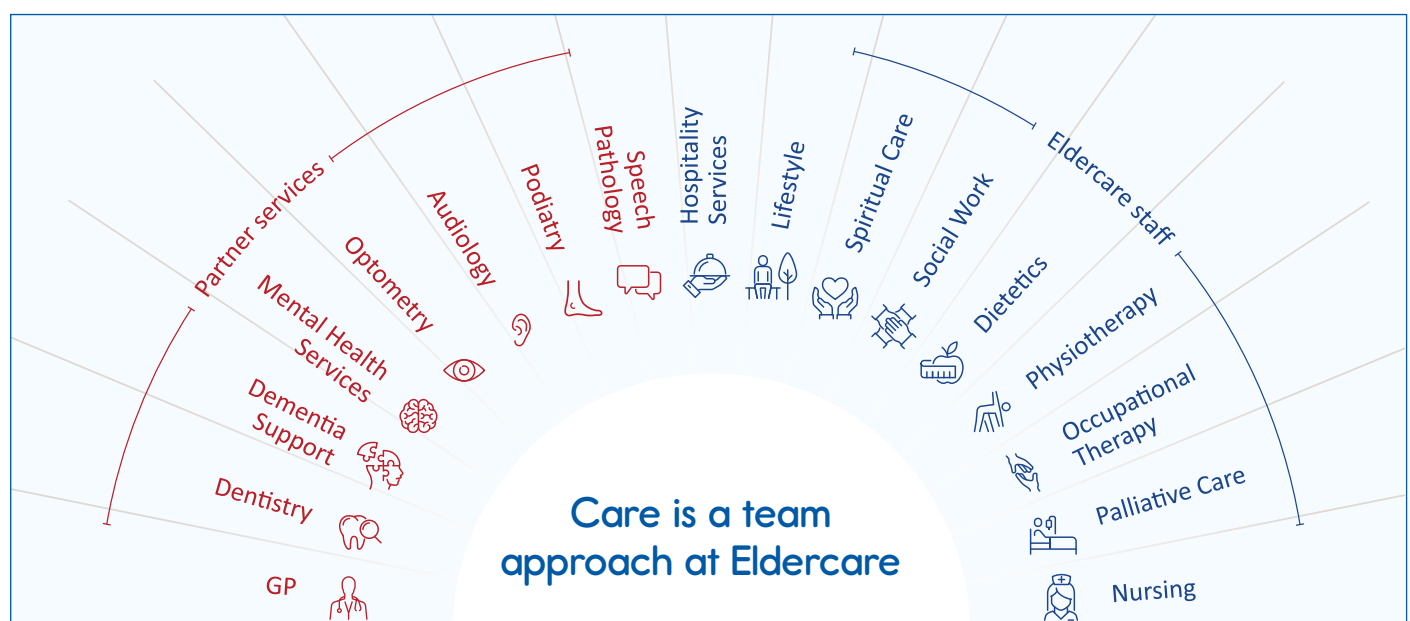 Partner services
GP
Dentistry
Dementia
Support
Mental Health
Services
Optometry
Audiology
Podiatry
Speech
Pathology
Hospitality
Services
Lifestyle
Spiritual Care
Social Work
Dietetics
Physiotherapy
Occupational
Therapy
Palliative Care
Nursing
Eldercare staff
Care is a team
approach at Eldercare